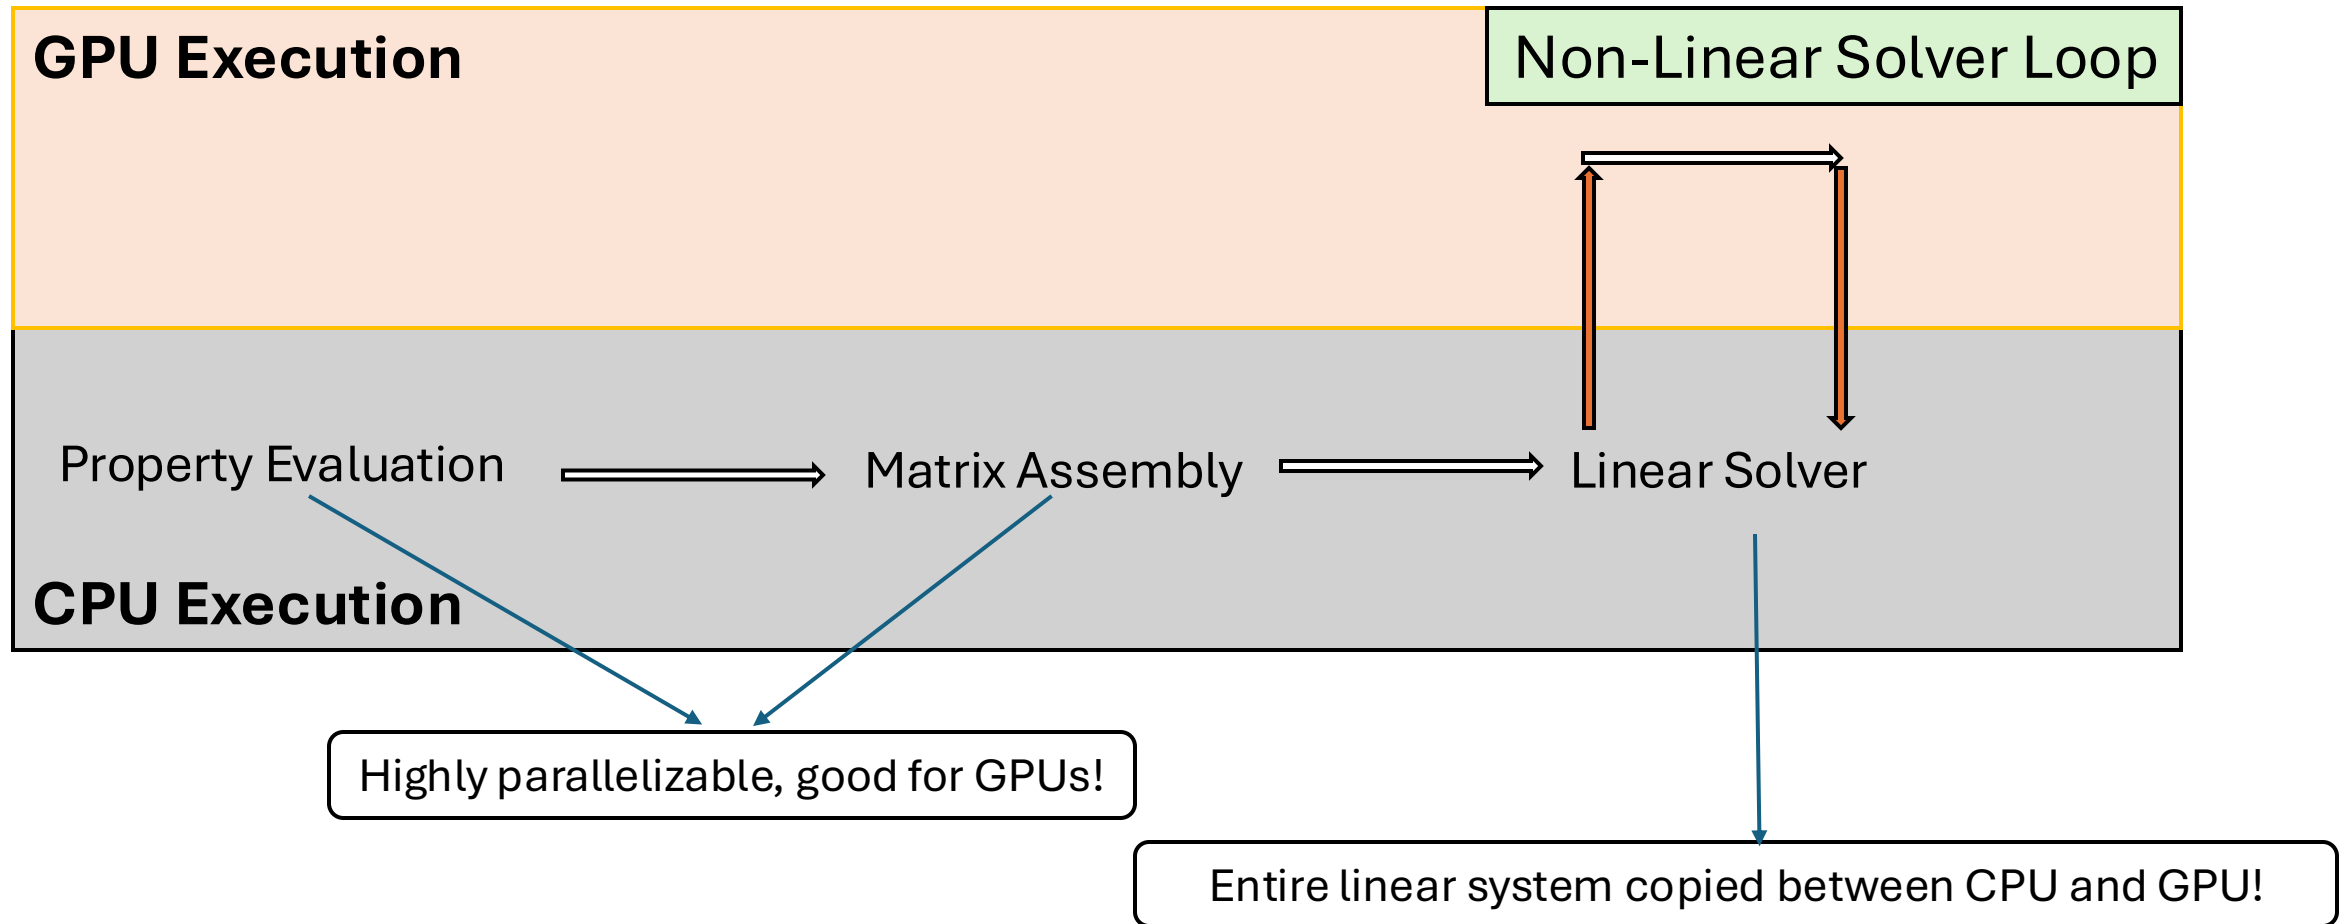 GPU Execution
Non-Linear Solver Loop
Property Evaluation
Matrix Assembly
Linear Solver
CPU Execution
Highly parallelizable, good for GPUs!
Entire linear system copied between CPU and GPU!